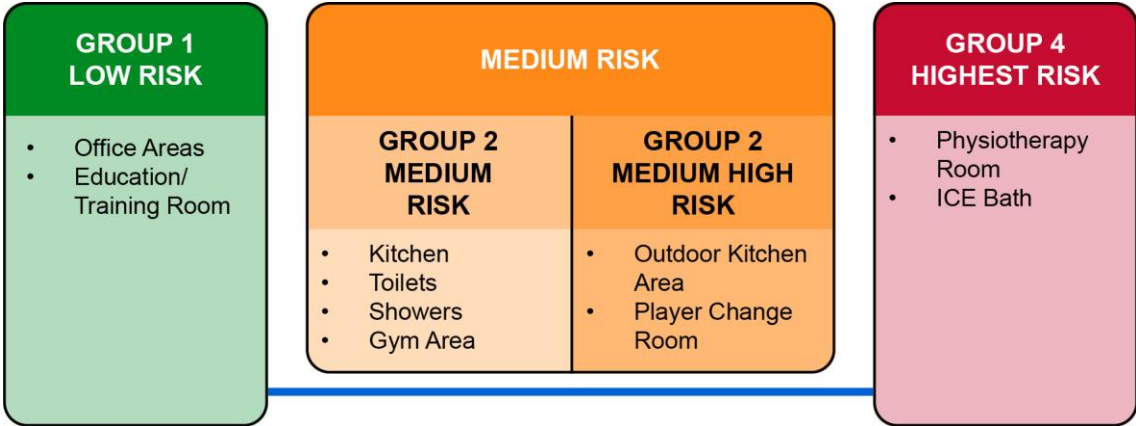 GROUP 1
LOW RISK
• Office Areas
• Education/
Training Room
MEDIUM RISK
GROUP 2
MEDIUM
RISK
• Kitchen
• Toilets
• Showers
• Gym Area
GROUP 2
MEDIUM HIGH
RISK
• Outdoor Kitchen
Area
• Player Change
Room
GROUP 4
HIGHEST RISK
• Physiotherapy
Room
• ICE Bath